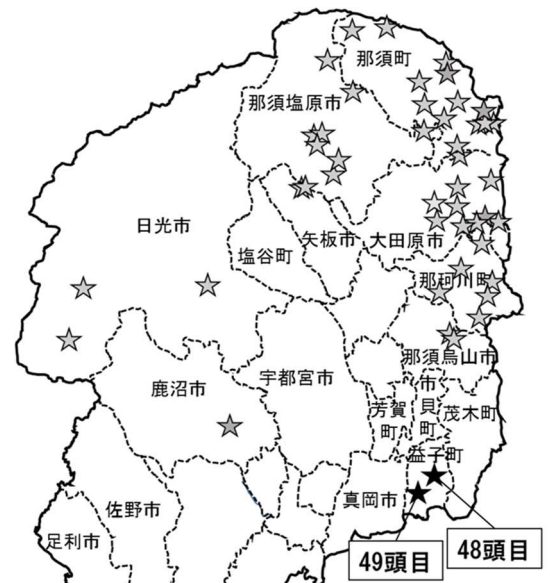 那須町
那須塩原市
日光市
矢板市
大田原市
塩谷町
那珂川町
那須烏山市
鹿沼市
宇都宮市
市貝町
芳賀町
茂木町
益子町
真岡市
佐野市
足利市
49頭目
48頭目